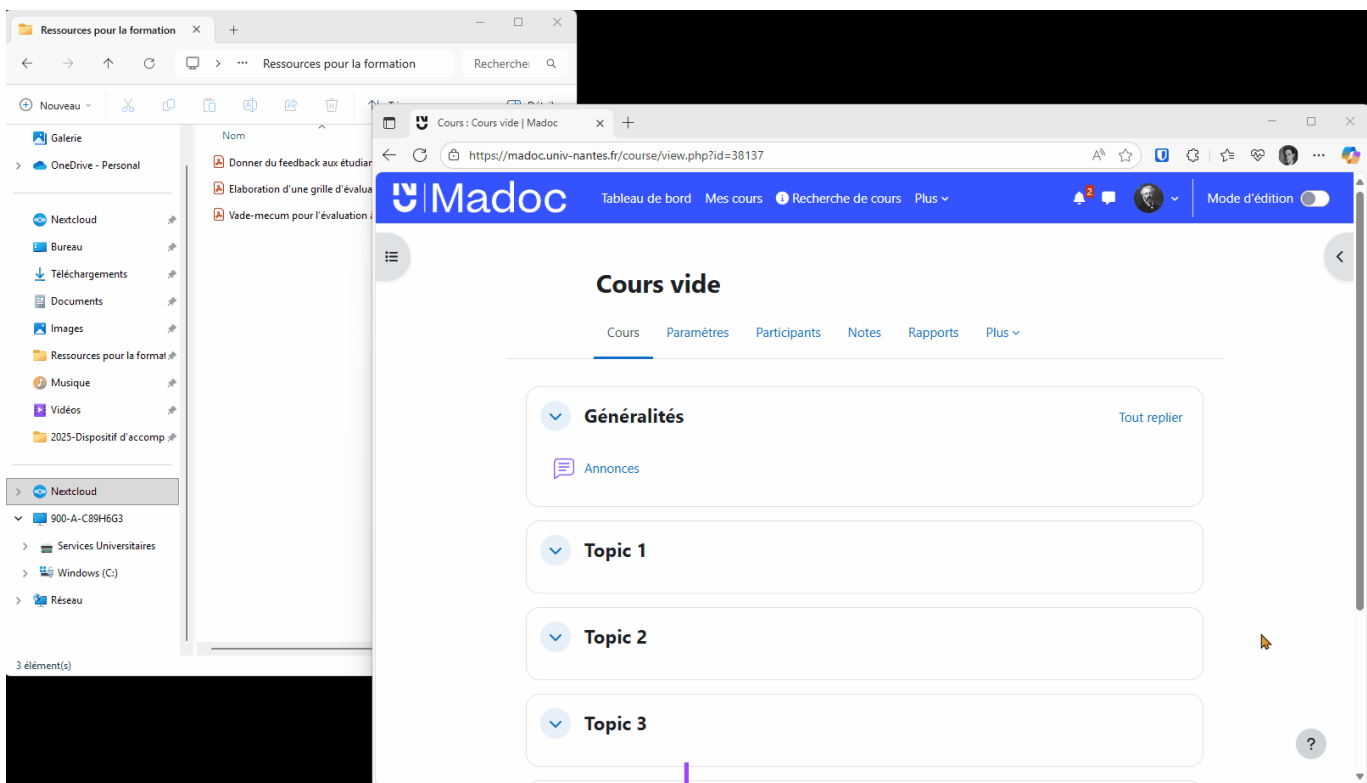 Ressources pour la formation
Ressources pour la formation
Rechercher
Nouveau
Galerie
OneDrive - Personal
Nextcloud
Bureau
Téléchargements
Documents
Images
Ressources pour la format
Musique
Vidéos
2025-Dispositif d'accomp
Nextcloud
900-A-C89H6G3
Services Universitaires
Windows (C:)
Réseau
3 élément(s)
Nom
Donner du feedback aux étudiar
Elaboration d'une grille d'évalua
Vade-mecum pour l'évaluation
Cours : Cours vide | Madoc
https://madoc.univ-nantes.fr/course/view.php?id=38137
Madoc
Tableau de bord Mes cours Recherche de cours Plus
2
Mode d'édition
Cours vide
Cours Paramètres Participants Notes Rapports Plus
Généralités
Tout replier
Annonces
Topic 1
Topic 2
Topic 3
?